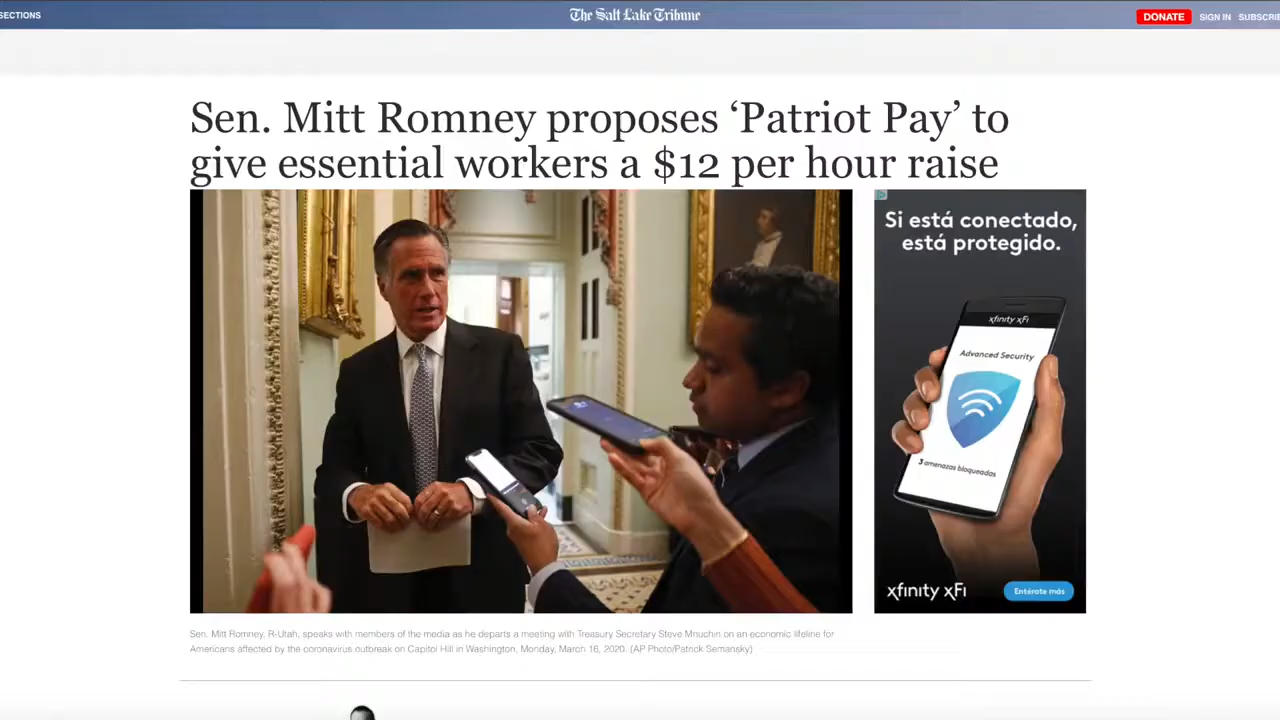 SECTIONS
The Salt Lake Tribune
DONATE
SIGN IN
SUBSCRIBE
Sen. Mitt Romney proposes ‘Patriot Pay’ to
give essential workers a $12 per hour raise
Si está conectado,
está protegido.
xfinity xFi
Advanced Security
3 amenazas bloqueadas
xfinity xFi
Entérate más
Sen. Mitt Romney, R-Utah, speaks with members of the media as he departs a meeting with Treasury Secretary Steve Mnuchin on an economic lifeline for
Americans affected by the coronavirus outbreak on Capitol Hill in Washington, Monday, March 16, 2020. (AP Photo/Patrick Semansky)